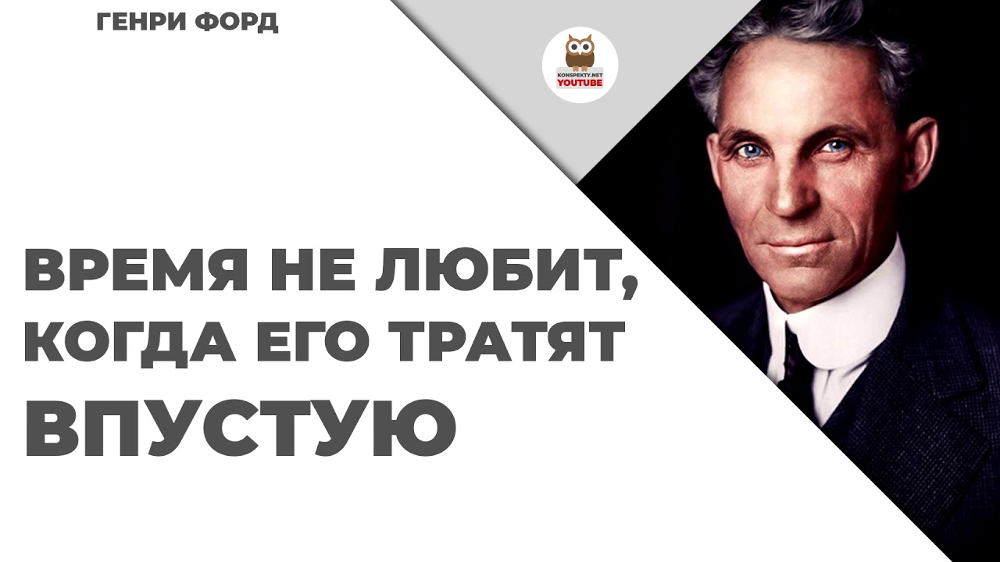 ГЕНРИ ФОРД
KONSPEKTY.NET
YOUTUBE
ВРЕМЯ НЕ ЛЮБИТ,
КОГДА ЕГО ТРАТЯТ
ВПУСТУЮ